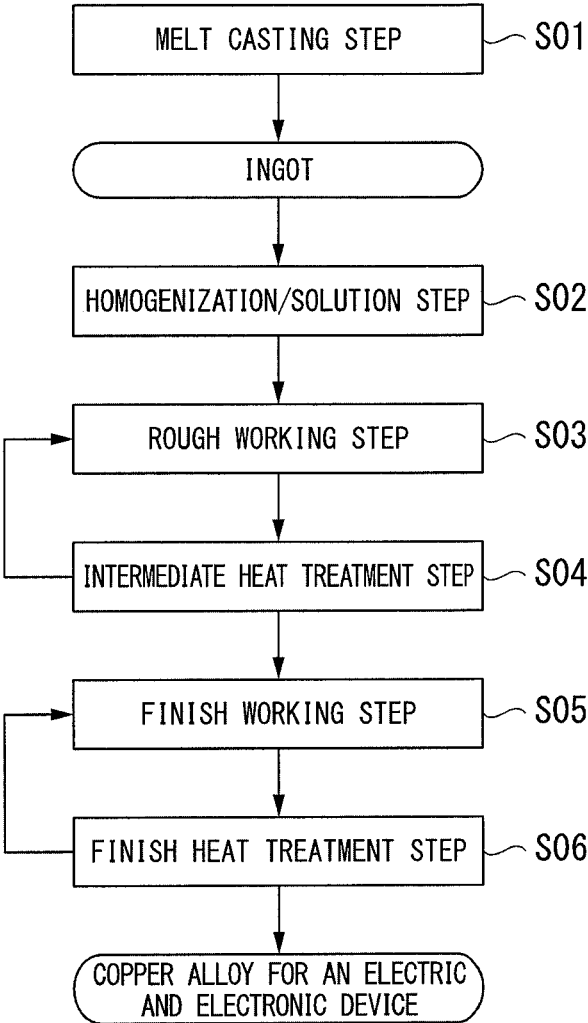 MELT CASTING STEP S01
INGOT
HOMOGENIZATION/SOLUTION STEP S02
ROUGH WORKING STEP S03
INTERMEDIATE HEAT TREATMENT STEP S04
FINISH WORKING STEP S05
FINISH HEAT TREATMENT STEP S06
COPPER ALLOY FOR AN ELECTRIC
AND ELECTRONIC DEVICE